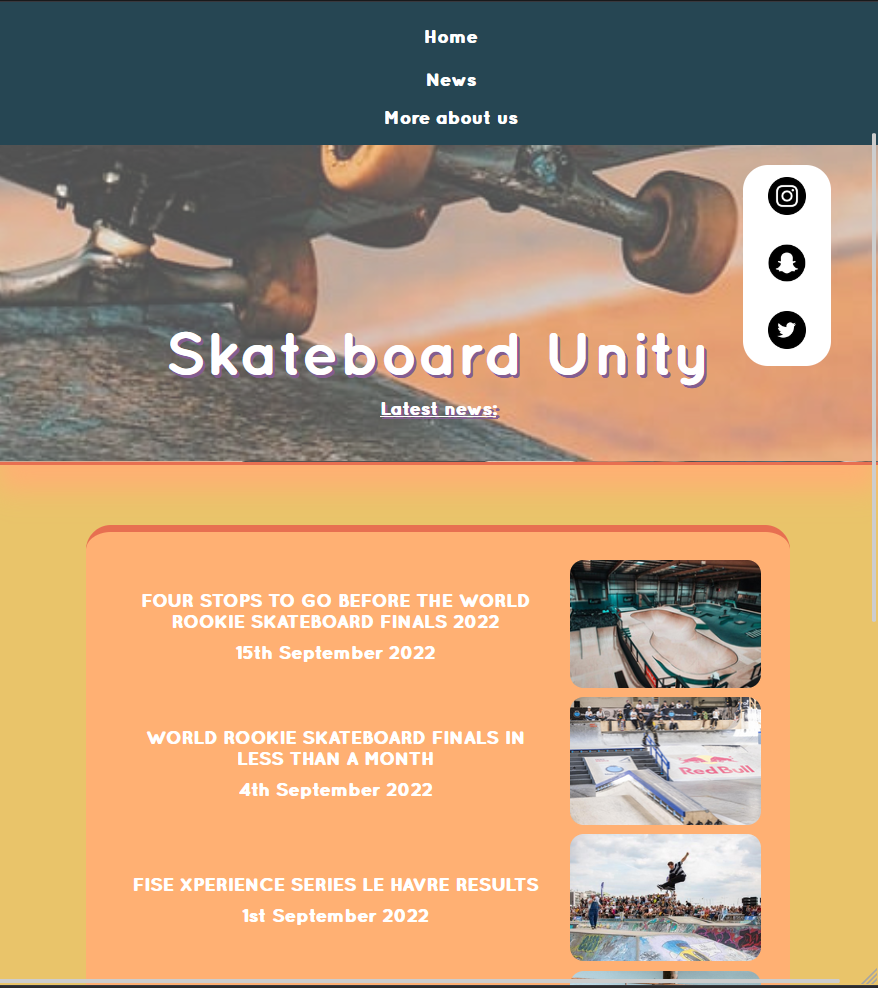 Home
News
More about us
Skateboard Unity
Latest news:
FOUR STOPS TO GO BEFORE THE WORLD
ROOKIE SKATEBOARD FINALS 2022
15th September 2022
WORLD ROOKIE SKATEBOARD FINALS IN
LESS THAN A MONTH
4th September 2022
RedBull
FISE XPERIENCE SERIES LE HAVRE RESULTS
1st September 2022